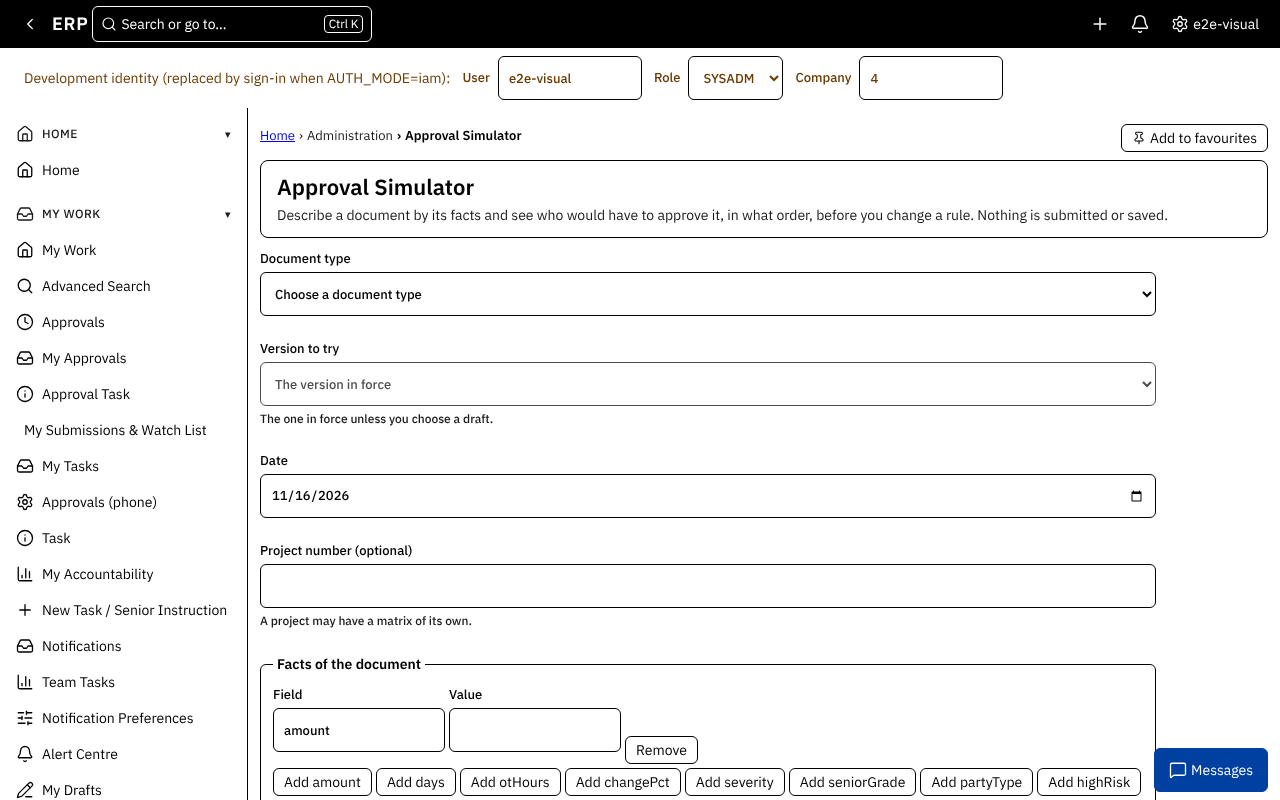 ERP
Search or go to... Ctrl K
e2e-visual
Development identity (replaced by sign-in when AUTH_MODE=iam): User e2e-visual Role SYSADM Company 4
HOME
Home
MY WORK
My Work
Advanced Search
Approvals
My Approvals
Approval Task
My Submissions & Watch List
My Tasks
Approvals (phone)
Task
My Accountability
New Task / Senior Instruction
Notifications
Team Tasks
Notification Preferences
Alert Centre
My Drafts
Home › Administration › Approval Simulator
Add to favourites
Approval Simulator
Describe a document by its facts and see who would have to approve it, in what order, before you change a rule. Nothing is submitted or saved.
Document type
Choose a document type
Version to try
The version in force
The one in force unless you choose a draft.
Date
11/16/2026
Project number (optional)
A project may have a matrix of its own.
Facts of the document
Field Value
amount
Remove
Add amount Add days Add otHours Add changePct Add severity Add seniorGrade Add partyType Add highRisk
Messages